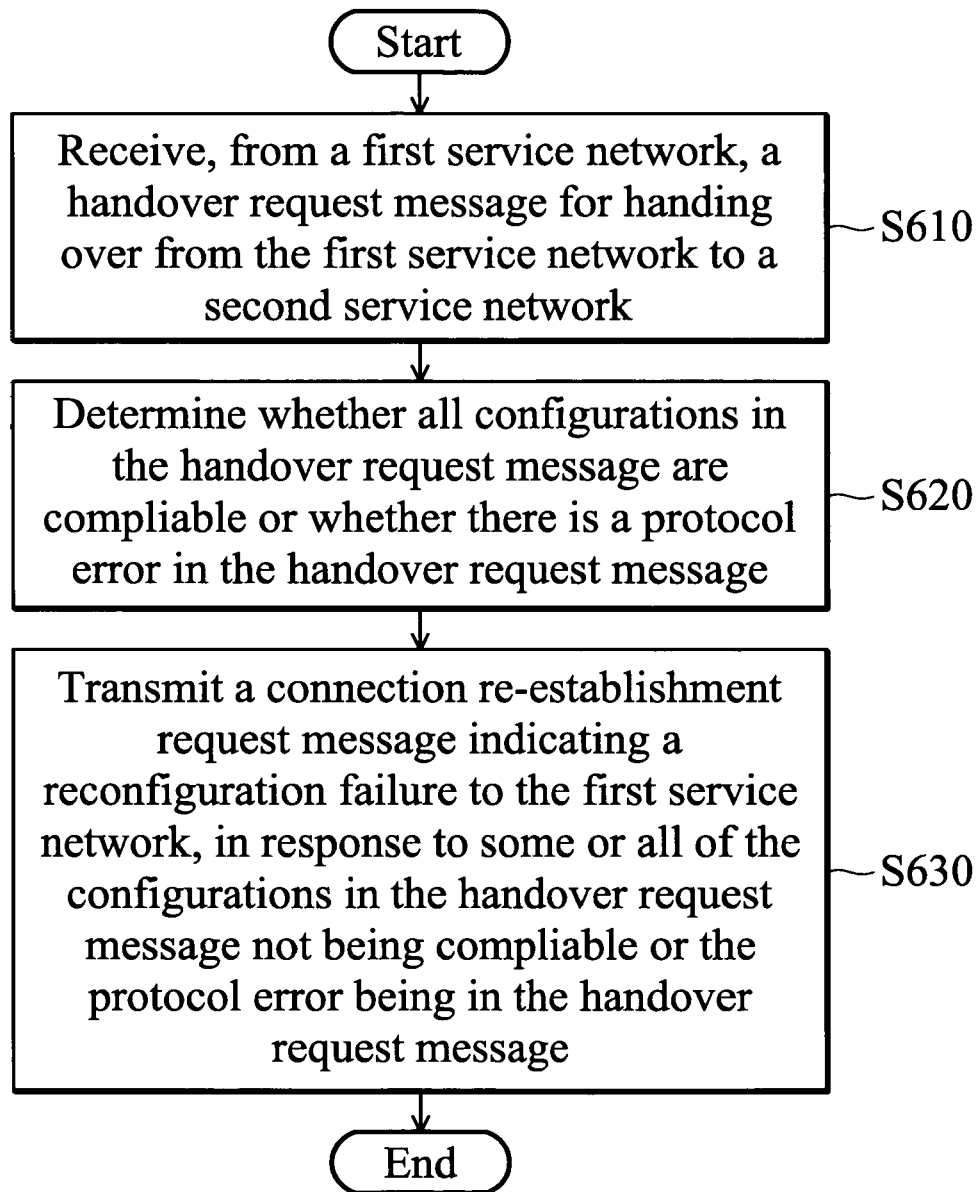 Start
Receive, from a first service network, a
handover request message for handing
over from the first service network to a
second service network
S610
Determine whether all configurations in
the handover request message are
compliable or whether there is a protocol
error in the handover request message
S620
Transmit a connection re-establishment
request message indicating a
reconfiguration failure to the first service
network, in response to some or all of the
configurations in the handover request
message not being compliable or the
protocol error being in the handover
request message
S630
End